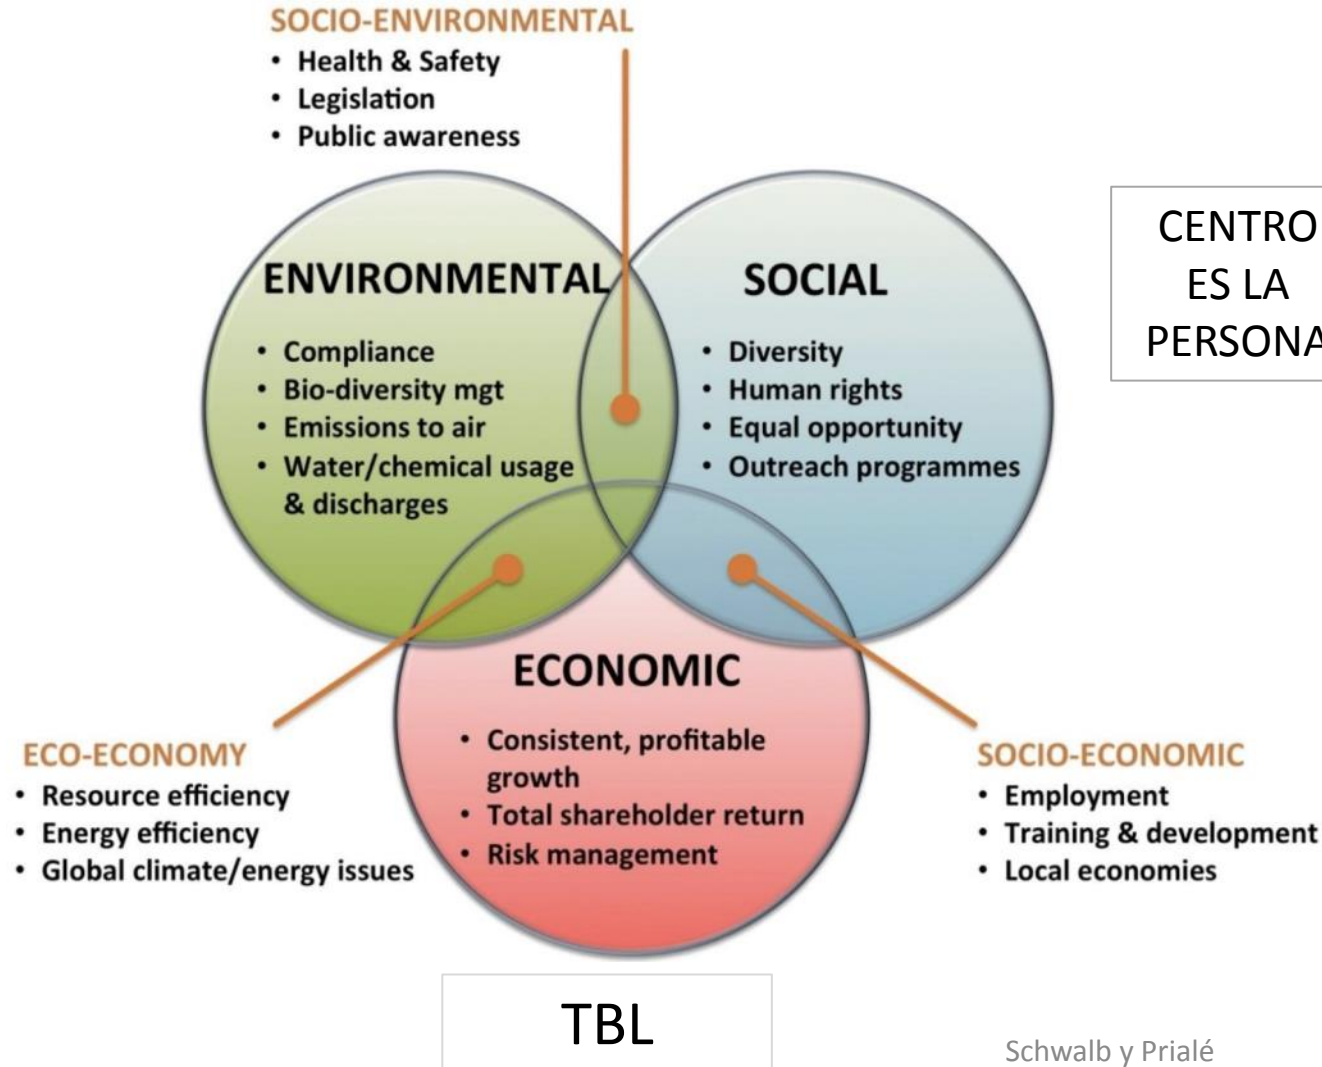 SOCIO-ENVIRONMENTAL
• Health & Safety
• Legislation
• Public awareness
ENVIRONMENTAL
• Compliance
• Bio-diversity mgt
• Emissions to air
• Water/chemical usage
& discharges
SOCIAL
• Diversity
• Human rights
• Equal opportunity
• Outreach programmes
CENTRO
ES LA
PERSONA
ECONOMIC
• Consistent, profitable
growth
• Total shareholder return
• Risk management
ECO-ECONOMY
• Resource efficiency
• Energy efficiency
• Global climate/energy issues
SOCIO-ECONOMIC
• Employment
• Training & development
• Local economies
TBL
Schwalb y Prialé